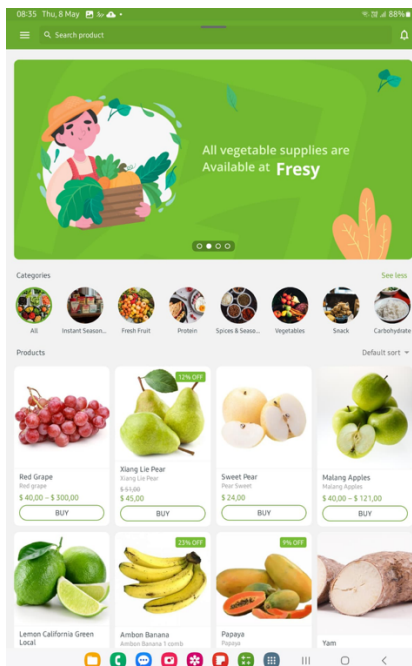 08:35 Thu, 8 May
88%
Search product
All vegetable supplies are
Available at Fresy
Categories
See less
All
Instant Season...
Fresh Fruit
Protein
Spices & Seaso...
Vegetables
Snack
Carbohydrate
Products
Default sort
Red Grape
Red grape
$ 40,00 – $ 300,00
BUY
12% OFF
Xiang Lie Pear
Xiang Lie Pear
$ 51,00
$ 45,00
BUY
Sweet Pear
Pear Sweet
$ 24,00
BUY
Malang Apples
Malang Apples
$ 40,00 – $ 121,00
BUY
Lemon California Green
Local
25% OFF
Ambon Banana
Ambon Banana 1 comb
9% OFF
Papaya
Papaya
Yam